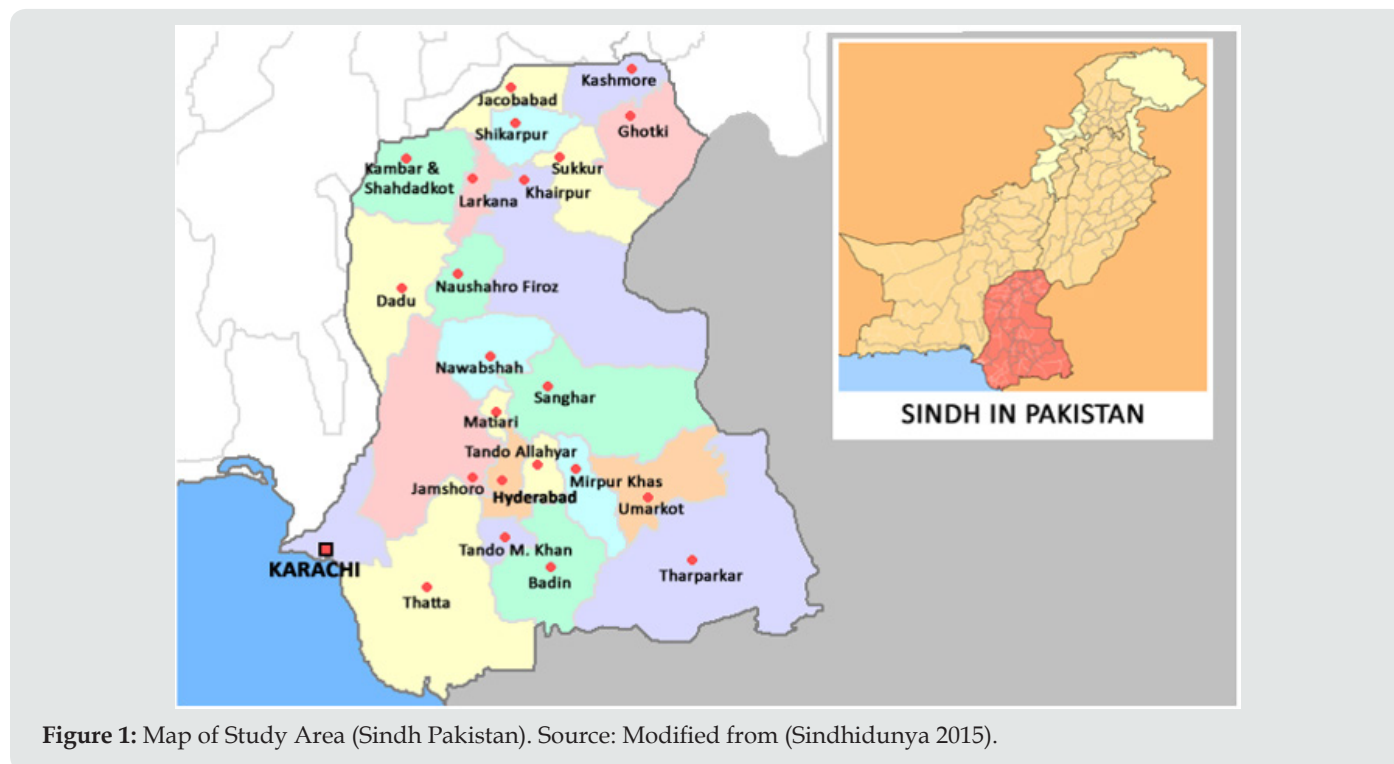 Kashmore
Jacobabad
Shikarpur
Ghotki
Sukkur
Kambar &
Shahdadkot
Khairpur
Larkana
Naushahro Firoz
Dadu
Nawabshah
Sanghar
Matiari
Tando Allahyar
Mirpur Khas
Jamshoro
Hyderabad
Umarkot
Tando M. Khan
KARACHI
Badin
Tharparkar
Thatta
SINDH IN PAKISTAN
Figure 1: Map of Study Area (Sindh Pakistan). Source: Modified from (Sindhidunya 2015).